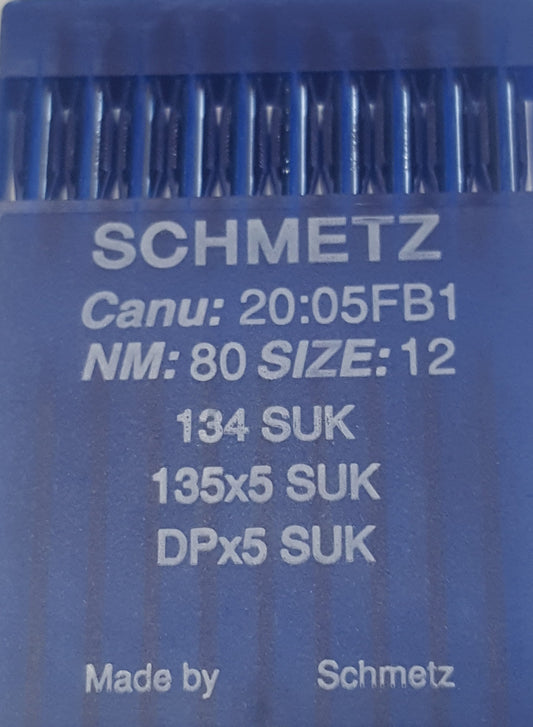 SCHMETZ
Canu: 20:05FB1
NM: 80 SIZE: 12
134 SUK
135x5 SUK
DPx5 SUK
Made by Schmetz